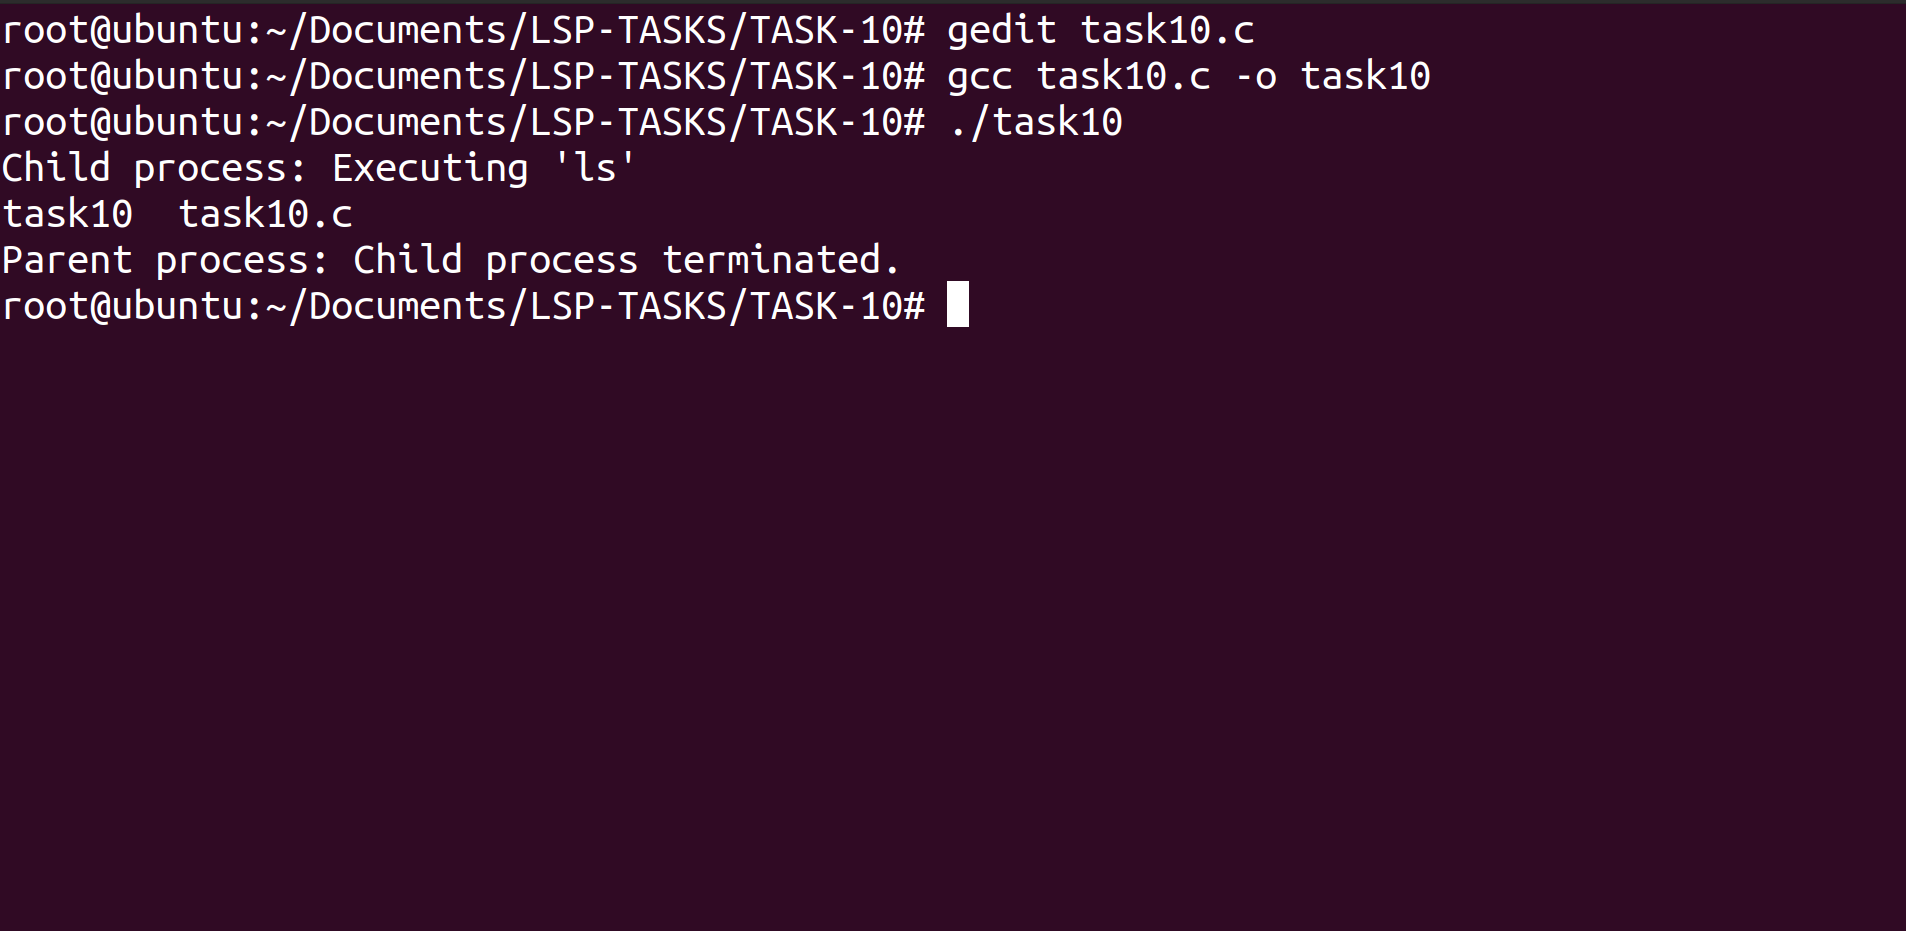 root@ubuntu:~/Documents/LSP-TASKS/TASK-10# gedit task10.c
root@ubuntu:~/Documents/LSP-TASKS/TASK-10# gcc task10.c -o task10
root@ubuntu:~/Documents/LSP-TASKS/TASK-10# ./task10
Child process: Executing 'ls'
task10  task10.c
Parent process: Child process terminated.
root@ubuntu:~/Documents/LSP-TASKS/TASK-10#